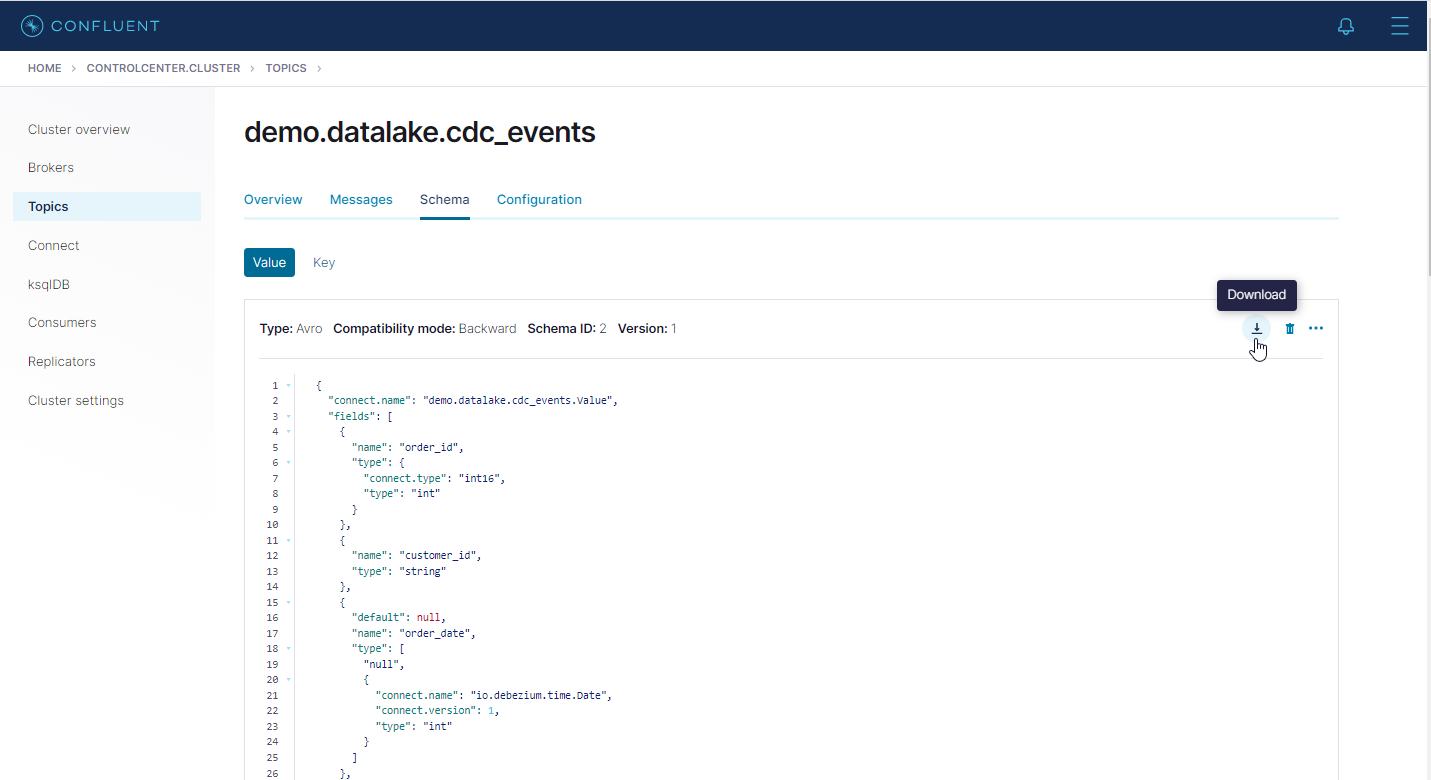 CONFLUENT
HOME > CONTROLCENTER.CLUSTER > TOPICS >
Cluster overview
Brokers
Topics
Connect
ksqlDB
Consumers
Replicators
Cluster settings
demo.datalake.cdc_events
Overview Messages Schema Configuration
Value Key
Download
Type: Avro Compatibility mode: Backward Schema ID: 2 Version: 1
1 {
2 "connect.name": "demo.datalake.cdc_events.Value",
3 "fields": [
4 {
5 "name": "order_id",
6 "type": {
7 "connect.type": "int16",
8 "type": "int"
9 }
10 },
11 {
12 "name": "customer_id",
13 "type": "string"
14 },
15 {
16 "default": null,
17 "name": "order_date",
18 "type": [
19 "null",
20 {
21 "connect.name": "io.debezium.time.Date",
22 "connect.version": 1,
23 "type": "int"
24 }
25 ]
26 },